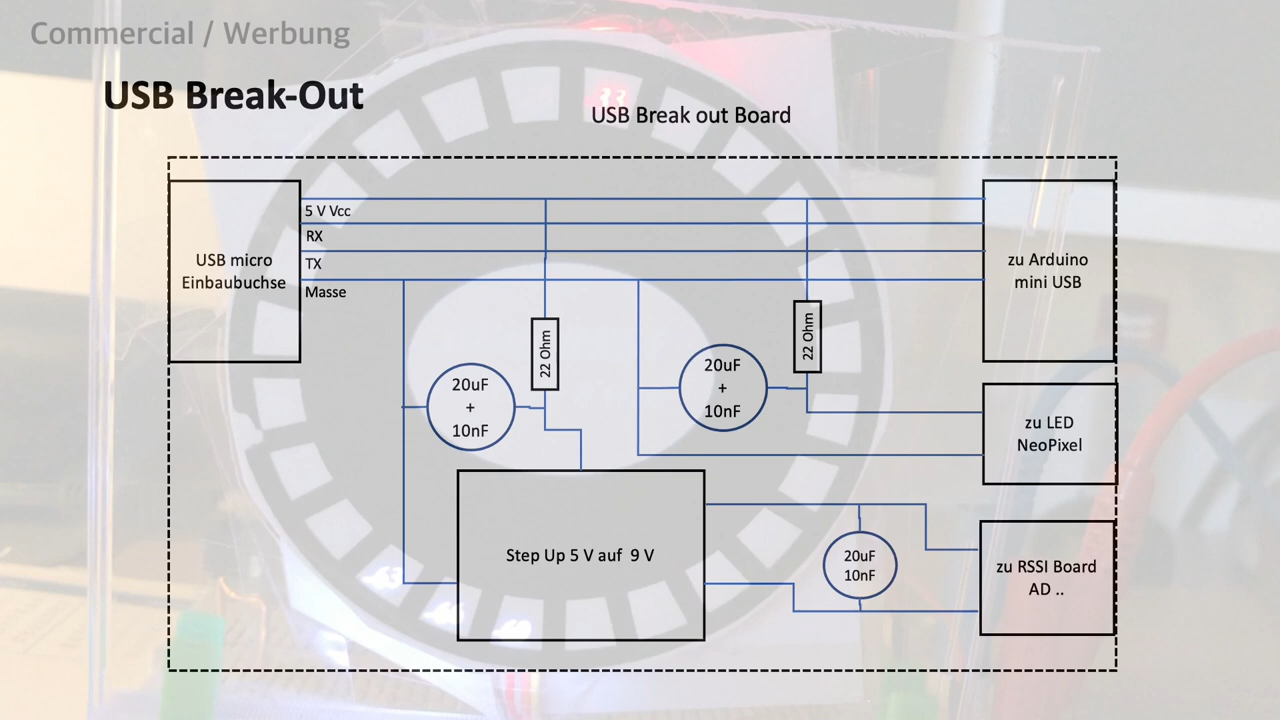 Commercial / Werbung
USB Break-Out
USB Break out Board
USB micro
Einbaubuchse
5 V Vcc
RX
TX
Masse
zu Arduino
mini USB
22 Ohm
22 Ohm
20uF
+
10nF
20uF
+
10nF
zu LED
NeoPixel
Step Up 5 V auf 9 V
20uF
10nF
zu RSSI Board
AD ..